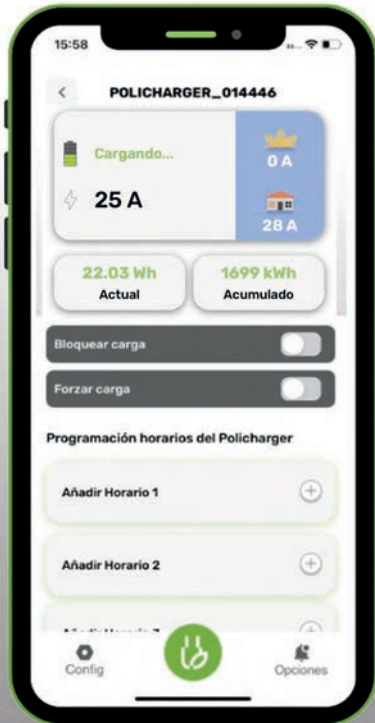 15:58
POLICHARGER_014446
Cargando...
0 A
25 A
28 A
22.03 Wh
1699 kWh
Actual
Acumulado
Bloquear carga
Forzar carga
Programación horarios del Policharger
Añadir Horario 1
Añadir Horario 2
Config
Opciones